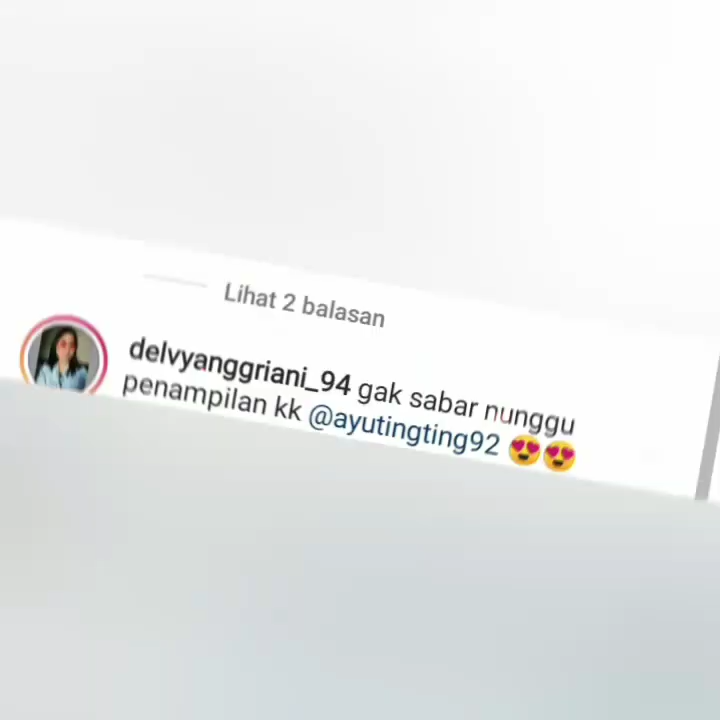 Lihat 2 balasan
delvyanggriani_94 gak sabar nunggu
penampilan kk @ayutingting92 😍😍